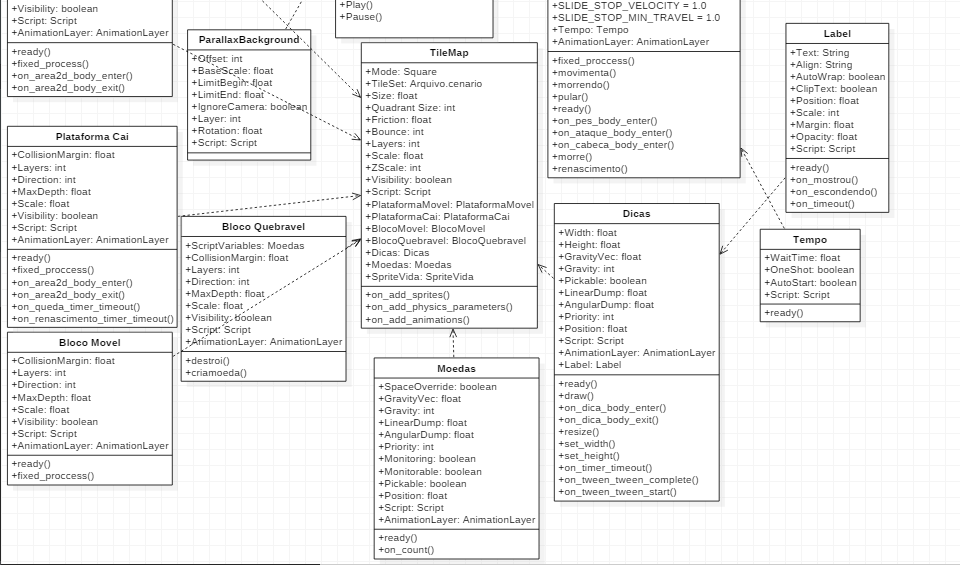 +Visibility: boolean
+Script: Script
+AnimationLayer: AnimationLayer
+ready()
+fixed_process()
+on_area2d_body_enter()
+on_area2d_body_exit()
Plataforma Cai
+CollisionMargin: float
+Layers: int
+Direction: int
+MaxDepth: float
+Scale: float
+Visibility: boolean
+Script: Script
+AnimationLayer: AnimationLayer
+ready()
+fixed_proccess()
+on_area2d_body_enter()
+on_area2d_body_exit()
+on_queda_timer_timeout()
+on_renascimento_timer_timeout()
Bloco Movel
+CollisionMargin: float
+Layers: int
+Direction: int
+MaxDepth: float
+Scale: float
+Visibility: boolean
+Script: Script
+AnimationLayer: AnimationLayer
+ready()
+fixed_proccess()
ParallaxBackground
+Offset: int
+BaseScale: float
+LimitBegin: float
+LimitEnd: float
+IgnoreCamera: boolean
+Layer: int
+Rotation: float
+Script: Script
Bloco Quebravel
+ScriptVariables: Moedas
+CollisionMargin: float
+Layers: int
+Direction: int
+MaxDepth: float
+Scale: float
+Visibility: boolean
+Script: Script
+AnimationLayer: AnimationLayer
+destroi()
+criamoeda()
+Play()
+Pause()
TileMap
+Mode: Square
+TileSet: Arquivo.cenario
+Size: float
+Quadrant Size: int
+Friction: float
+Bounce: int
+Layers: int
+Scale: float
+ZScale: int
+Visibility: boolean
+Script: Script
+PlataformaMovel: PlataformaMovel
+PlataformaCai: PlataformaCai
+BlocoMovel: BlocoMovel
+BlocoQuebravel: BlocoQuebravel
+Dicas: Dicas
+Moedas: Moedas
+SpriteVida: SpriteVida
+on_add_sprites()
+on_add_physics_parameters()
+on_add_animations()
Moedas
+SpaceOverride: boolean
+GravityVec: float
+Gravity: int
+LinearDump: float
+AngularDump: float
+Priority: int
+Monitoring: boolean
+Monitorable: boolean
+Pickable: boolean
+Position: float
+Script: Script
+AnimationLayer: AnimationLayer
+ready()
+on_count()
+SLIDE_STOP_VELOCITY = 1.0
+SLIDE_STOP_MIN_TRAVEL = 1.0
+Tempo: Tempo
+AnimationLayer: AnimationLayer
+fixed_proccess()
+movimenta()
+morrendo()
+pular()
+ready()
+on_pes_body_enter()
+on_ataque_body_enter()
+on_cabeca_body_enter()
+morre()
+renascimento()
Dicas
+Width: float
+Height: float
+GravityVec: float
+Gravity: int
+Pickable: boolean
+LinearDump: float
+AngularDump: float
+Priority: int
+Position: float
+Script: Script
+AnimationLayer: AnimationLayer
+Label: Label
+ready()
+draw()
+on_dica_body_enter()
+on_dica_body_exit()
+resize()
+set_width()
+set_height()
+on_timer_timeout()
+on_tween_tween_complete()
+on_tween_tween_start()
Label
+Text: String
+Align: String
+AutoWrap: boolean
+ClipText: boolean
+Position: float
+Scale: int
+Margin: float
+Opacity: float
+Script: Script
+ready()
+on_mostrou()
+on_escondendo()
+on_timeout()
Tempo
+WaitTime: float
+OneShot: boolean
+AutoStart: boolean
+Script: Script
+ready()